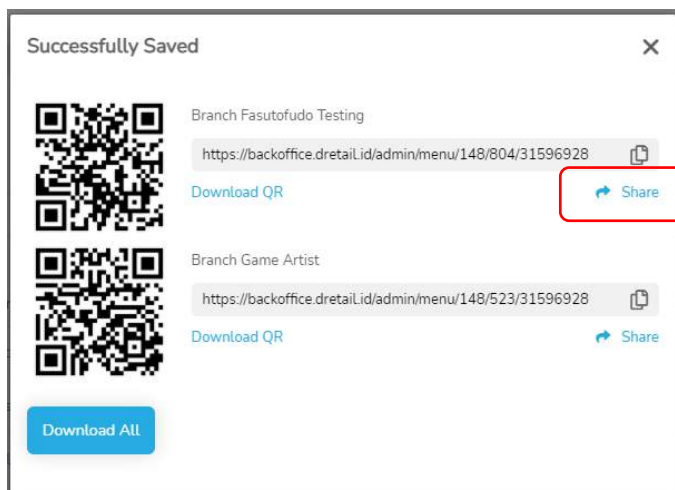 Successfully Saved
Branch Fasutofudo Testing
https://backoffice.dretail.id/admin/menu/148/804/31596928
Download QR
Share
Branch Game Artist
https://backoffice.dretail.id/admin/menu/148/523/31596928
Download QR
Share
Download All